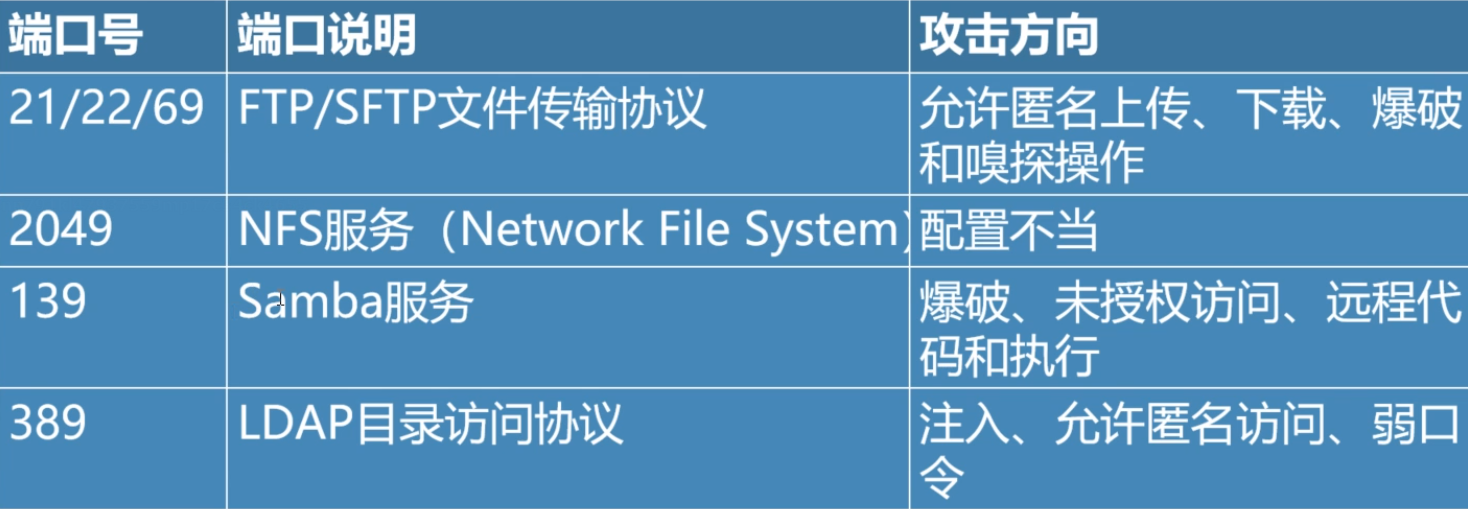 端口号 端口说明 攻击方向
21/22/69 FTP/SFTP文件传输协议 允许匿名上传、下载、爆破
和嗅探操作
2049 NFS服务（Network File System） 配置不当
139 Samba服务 爆破、未授权访问、远程代
码和执行
389 LDAP目录访问协议 注入、允许匿名访问、弱口
令